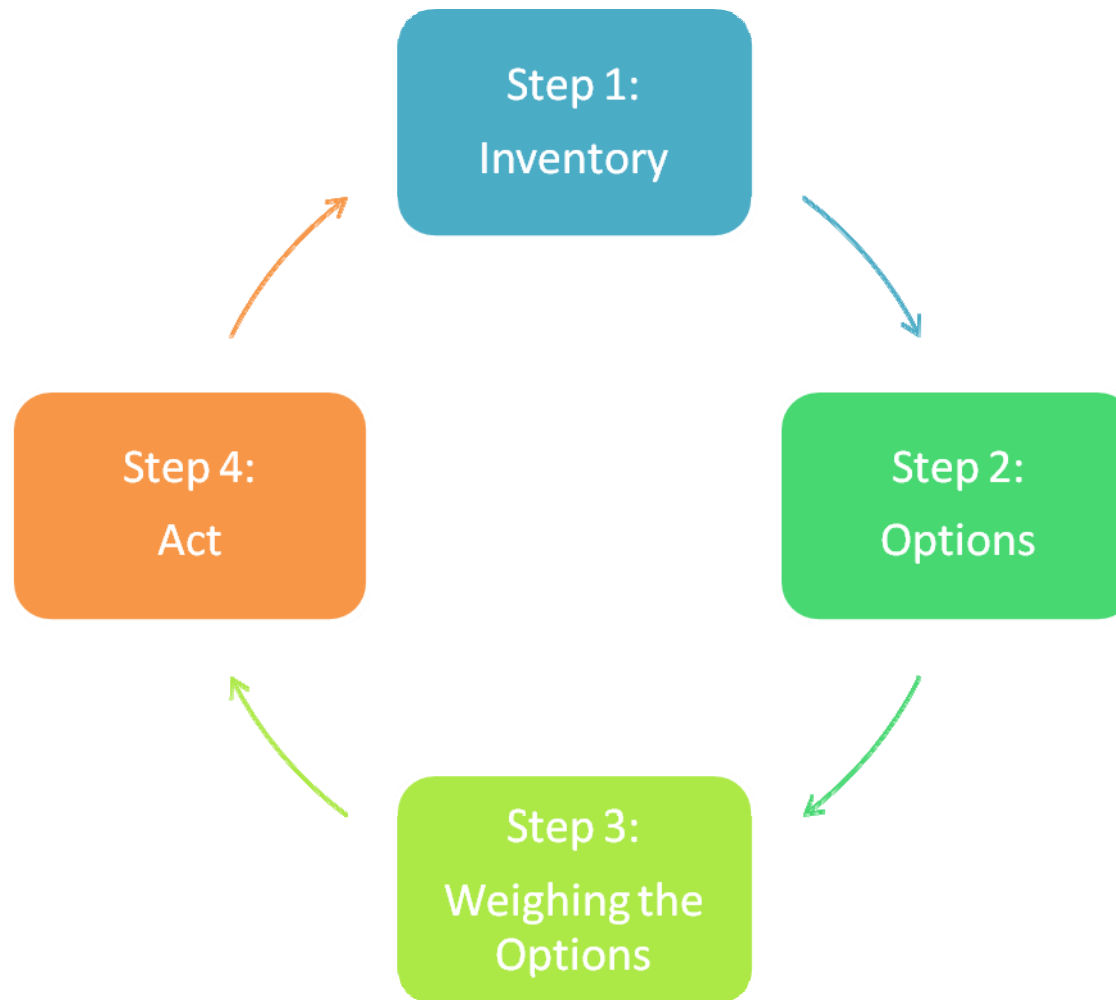 Step 1:
Inventory
Step 2:
Options
Step 3:
Weighing the
Options
Step 4:
Act